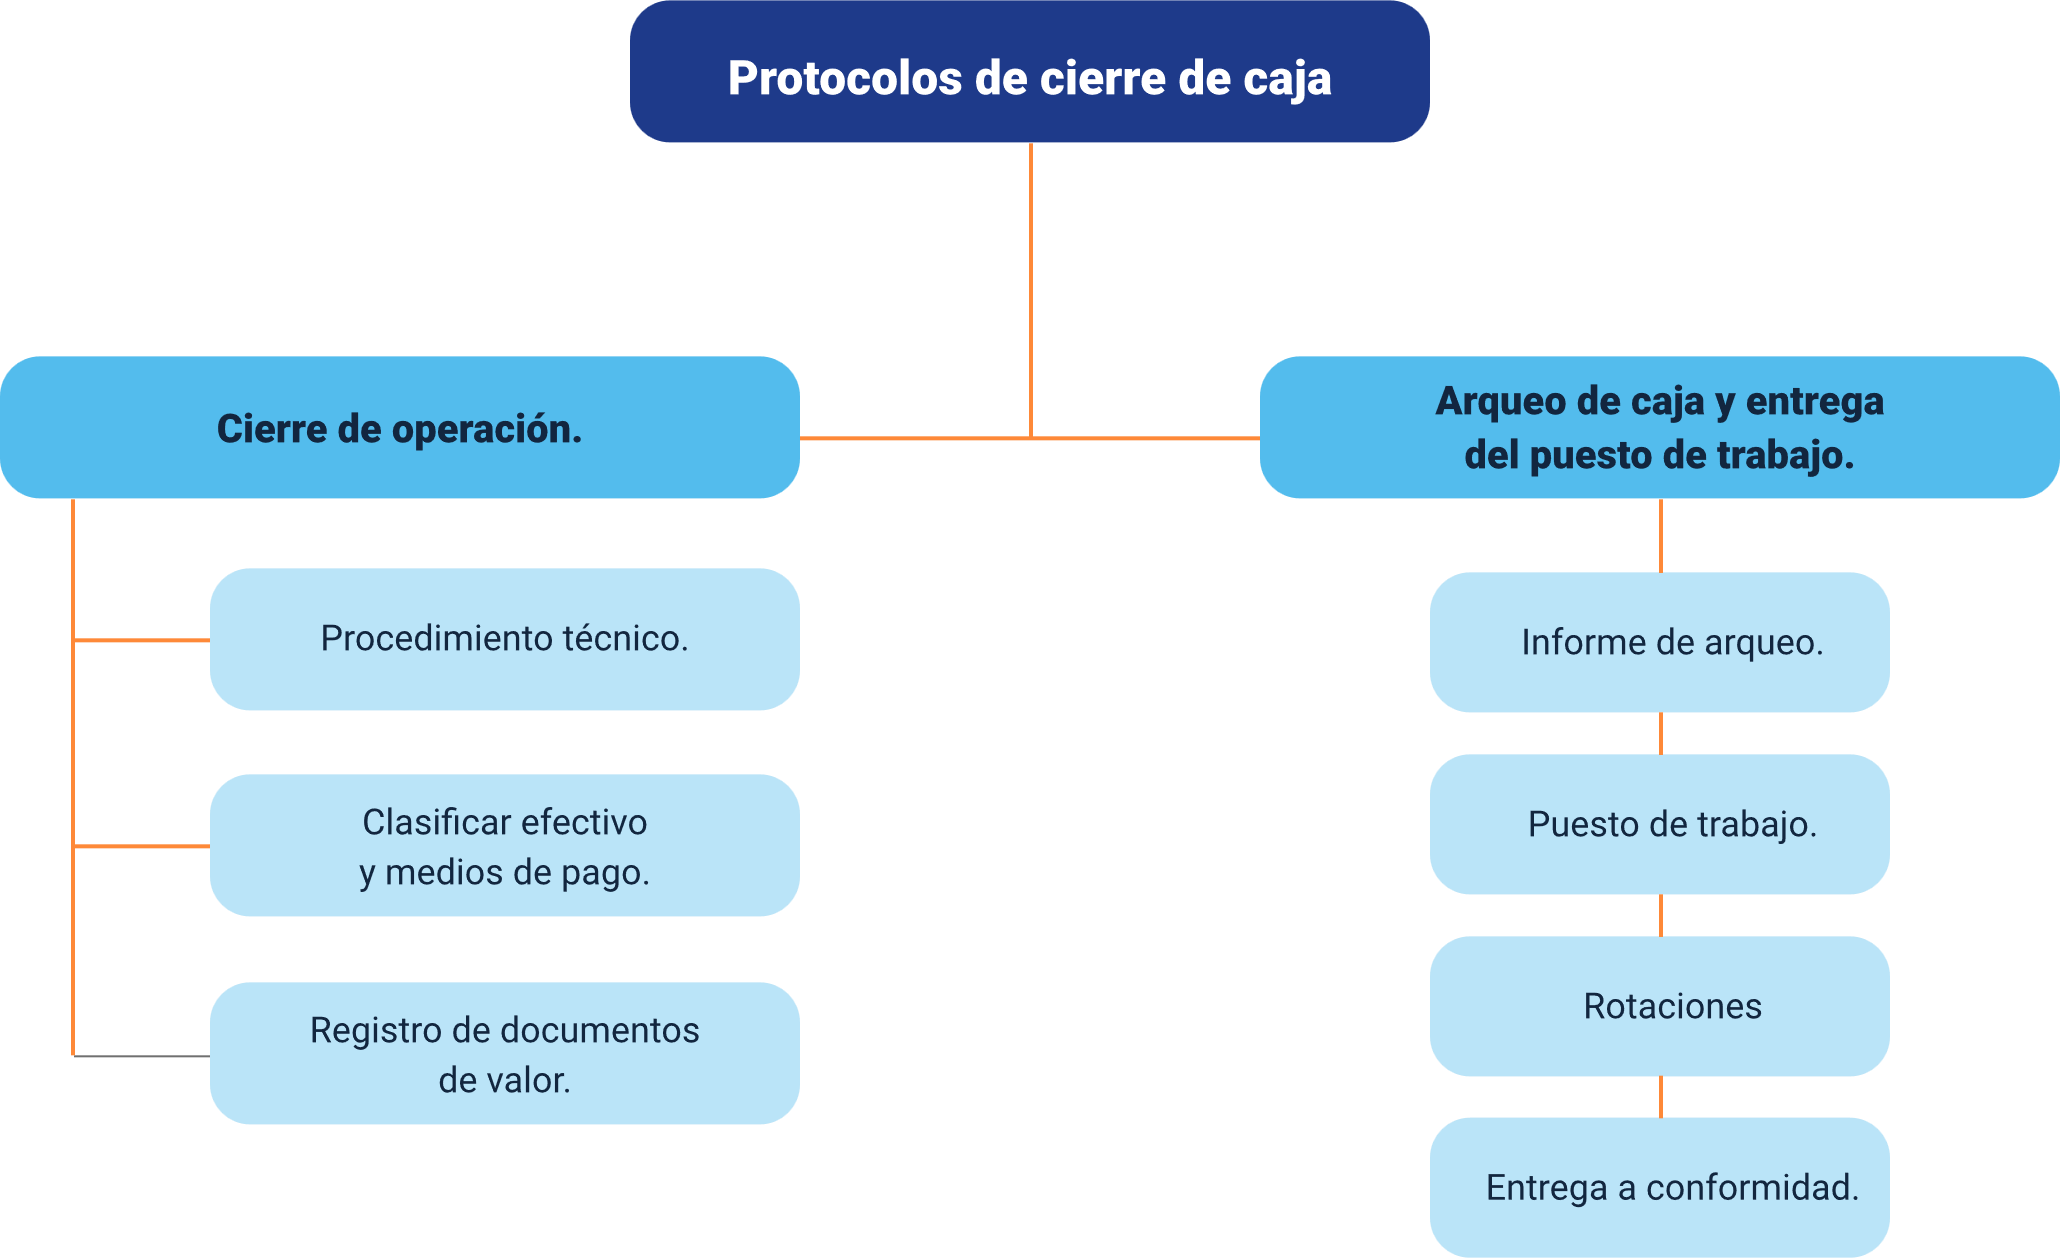 Protocolos de cierre de caja
Cierre de operación.
Procedimiento técnico.
Clasificar efectivo
y medios de pago.
Registro de documentos
de valor.
Arqueo de caja y entrega
del puesto de trabajo.
Informe de arqueo.
Puesto de trabajo.
Rotaciones
Entrega a conformidad.